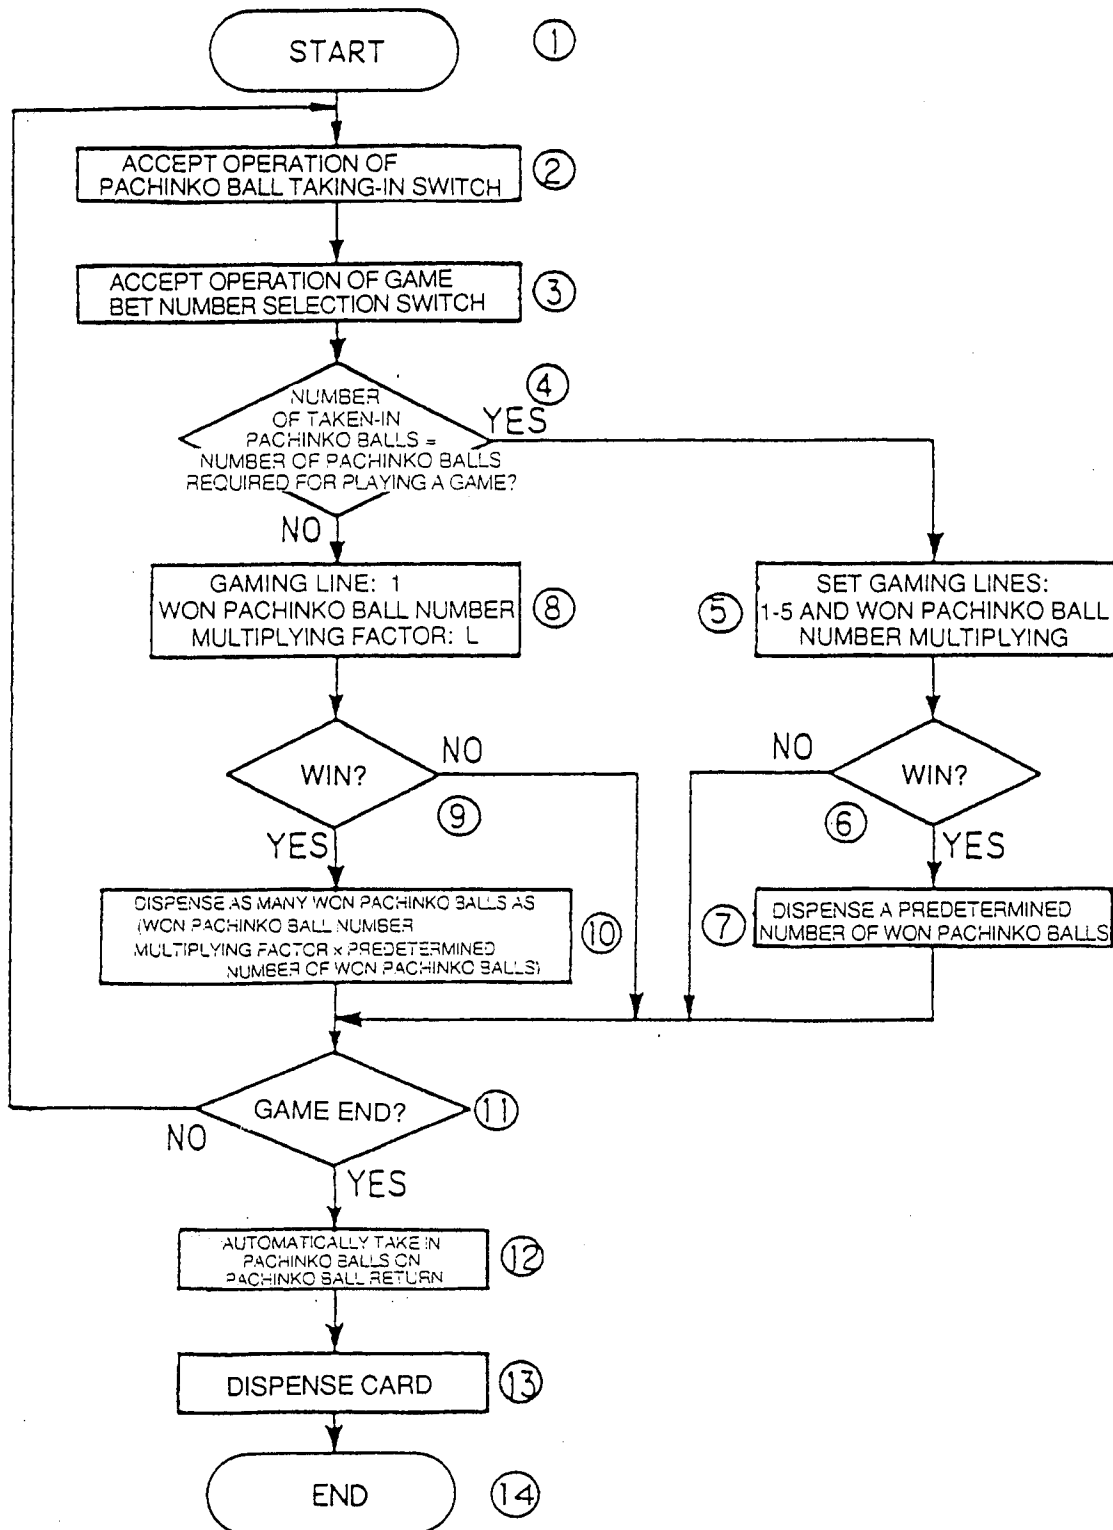 START
①
ACCEPT OPERATION OF
PACHINKO BALL TAKING-IN SWITCH
②
ACCEPT OPERATION OF GAME
BET NUMBER SELECTION SWITCH
③
NUMBER
OF TAKEN-IN
PACHINKO BALLS =
NUMBER OF PACHINKO BALLS
REQUIRED FOR PLAYING A GAME?
④
YES
NO
GAMING LINE: 1
WON PACHINKO BALL NUMBER
MULTIPLYING FACTOR: L
⑧
⑤
SET GAMING LINES:
1-5 AND WON PACHINKO BALL
NUMBER MULTIPLYING
WIN?
NO
⑨
YES
NO
WIN?
⑥
YES
DISPENSE AS MANY WON PACHINKO BALLS AS
(WON PACHINKO BALL NUMBER
MULTIPLYING FACTOR × PREDETERMINED
NUMBER OF WON PACHINKO BALLS)
⑩
⑦
DISPENSE A PREDETERMINED
NUMBER OF WON PACHINKO BALLS
GAME END?
⑪
NO
YES
AUTOMATICALLY TAKE IN
PACHINKO BALLS ON
PACHINKO BALL RETURN
⑫
DISPENSE CARD
⑬
END
⑭